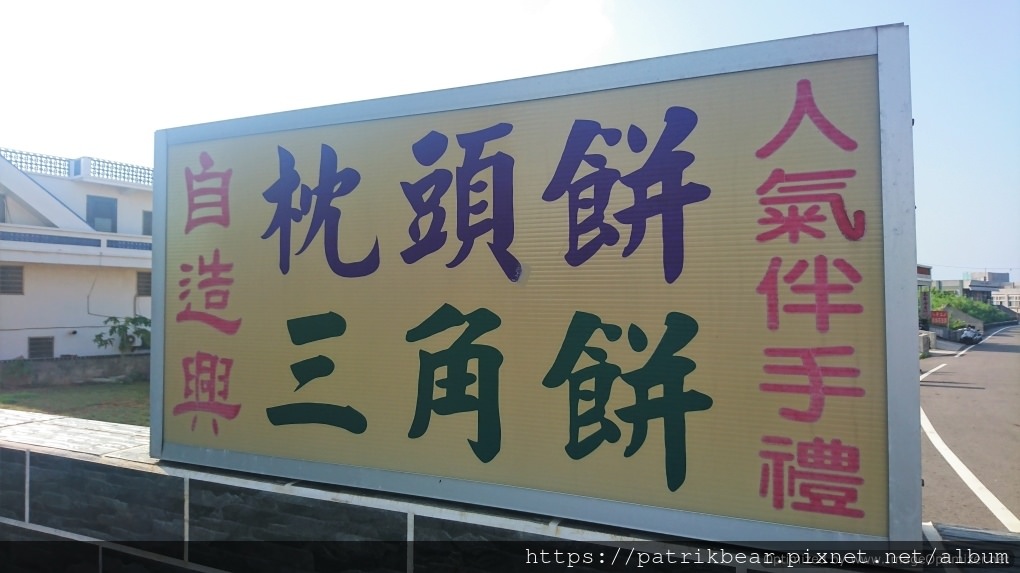 人氣伴手禮
枕頭餅
三角餅
自造興
https://patrikbear.pixnet.net/album